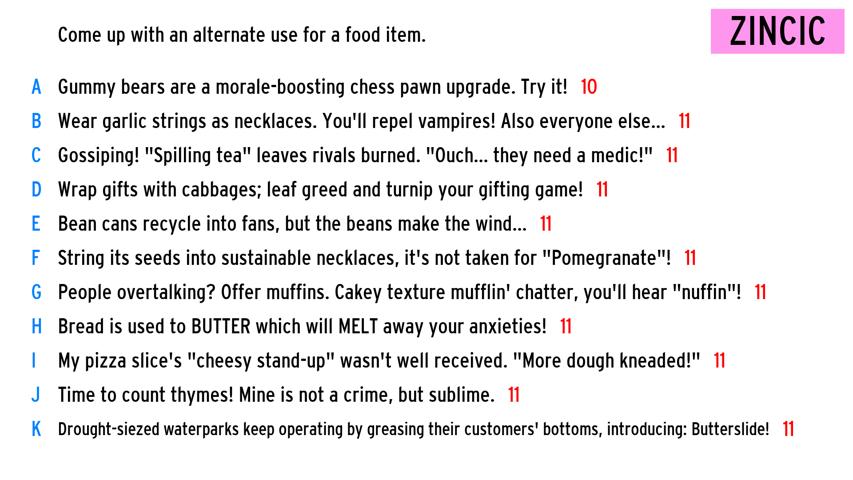 Come up with an alternate use for a food item.
ZINCIC
A Gummy bears are a morale-boosting chess pawn upgrade. Try it! 10
B Wear garlic strings as necklaces. You'll repel vampires! Also everyone else... 11
C Gossiping! "Spilling tea" leaves rivals burned. "Ouch... they need a medic!" 11
D Wrap gifts with cabbages; leaf greed and turnip your gifting game! 11
E Bean cans recycle into fans, but the beans make the wind... 11
F String its seeds into sustainable necklaces, it's not taken for "Pomegranate"! 11
G People overtalking? Offer muffins. Cakey texture mufflin' chatter, you'll hear "nuffin"! 11
H Bread is used to BUTTER which will MELT away your anxieties! 11
I My pizza slice's "cheesy stand-up" wasn't well received. "More dough kneaded!" 11
J Time to count thymes! Mine is not a crime, but sublime. 11
K Drought-siezed waterparks keep operating by greasing their customers' bottoms, introducing: Butterslide! 11